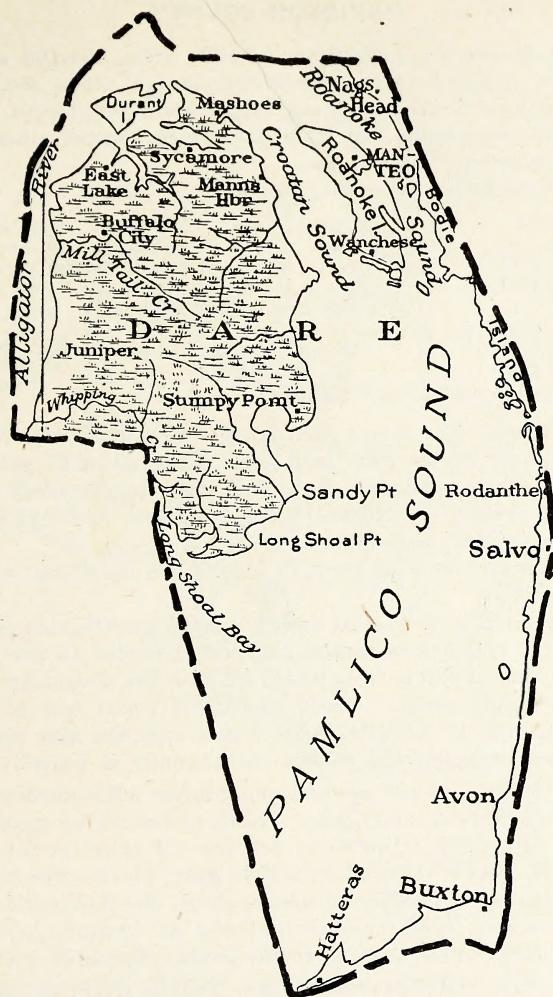 Nags
Head
Roanoke
Sound
Durant
I
Mashoes
Sycamore
East
Lake
Manns
Hbr
Buffalo
City
Mill Tail Cr
Alligator River
Croatan Sound
Roanoke I
MAN-
TEO
Wanchese
Bodie
Island
D A R E
Juniper
Whipping
Cr
Stumpy Point
Sandy Pt
Long Shoal Pt
Long Shoal Bay
PAMLICO SOUND
Rodanthe
Salvo
Avon
Buxton
Hatteras